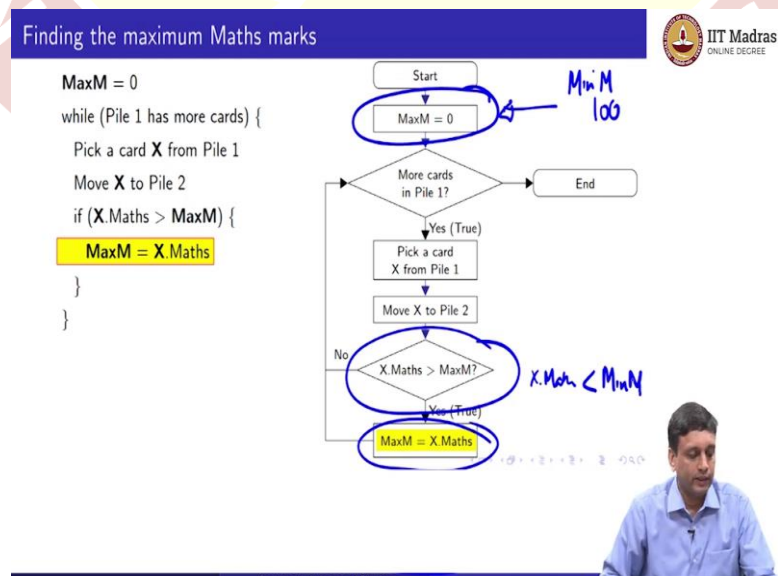 Finding the maximum Maths marks
IIT Madras
ONLINE DEGREE
MaxM = 0
while (Pile 1 has more cards) {
Pick a card X from Pile 1
Move X to Pile 2
if (X.Maths > MaxM) {
MaxM = X.Maths
}
}
Start
MaxM = 0
Min M
100
More cards
in Pile 1?
End
Yes (True)
Pick a card
X from Pile 1
Move X to Pile 2
No
X.Maths > MaxM?
X.Math < MinM
Yes (True)
MaxM = X.Maths